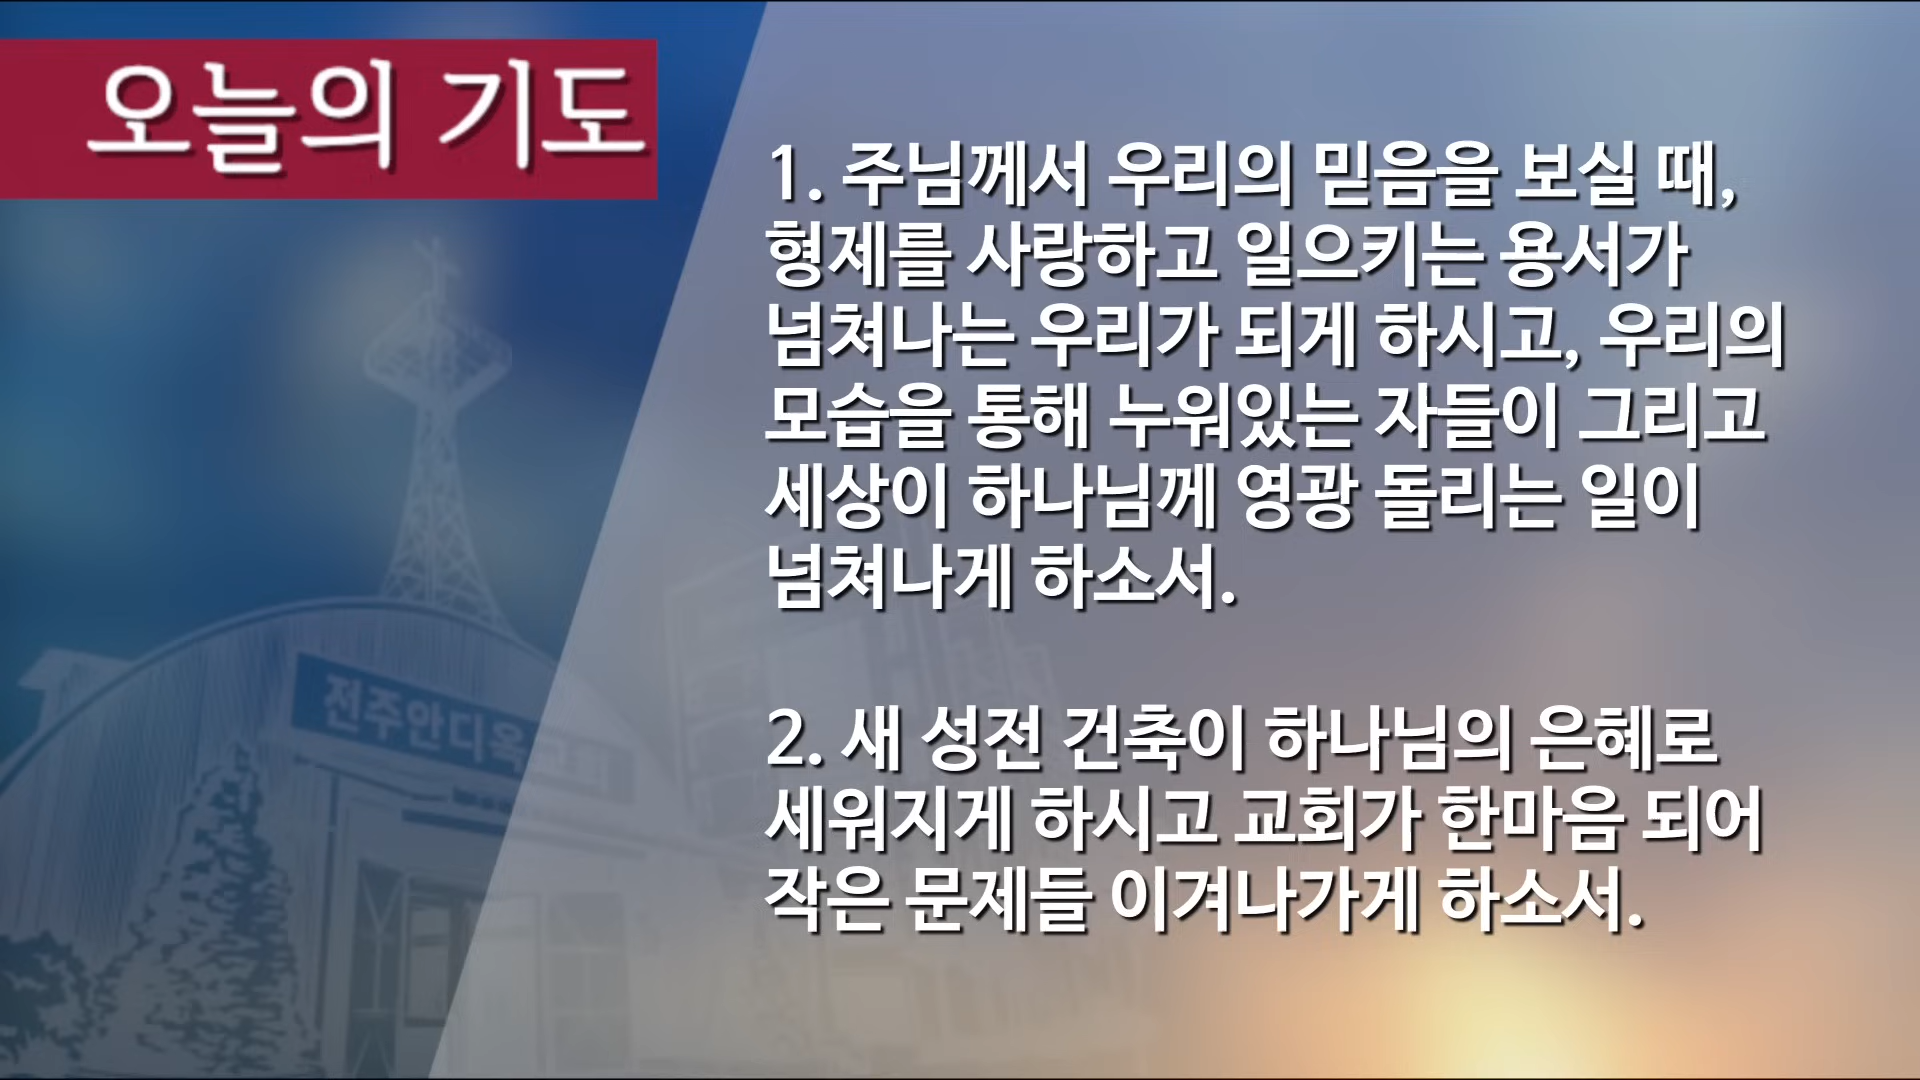 오늘의 기도
1. 주님께서 우리의 믿음을 보실 때,
형제를 사랑하고 일으키는 용서가
넘쳐나는 우리가 되게 하시고, 우리의
모습을 통해 누워있는 자들이 그리고
세상이 하나님께 영광 돌리는 일이
넘쳐나게 하소서.
2. 새 성전 건축이 하나님의 은혜로
세워지게 하시고 교회가 한마음 되어
작은 문제들 이겨나가게 하소서.
전주안디옥